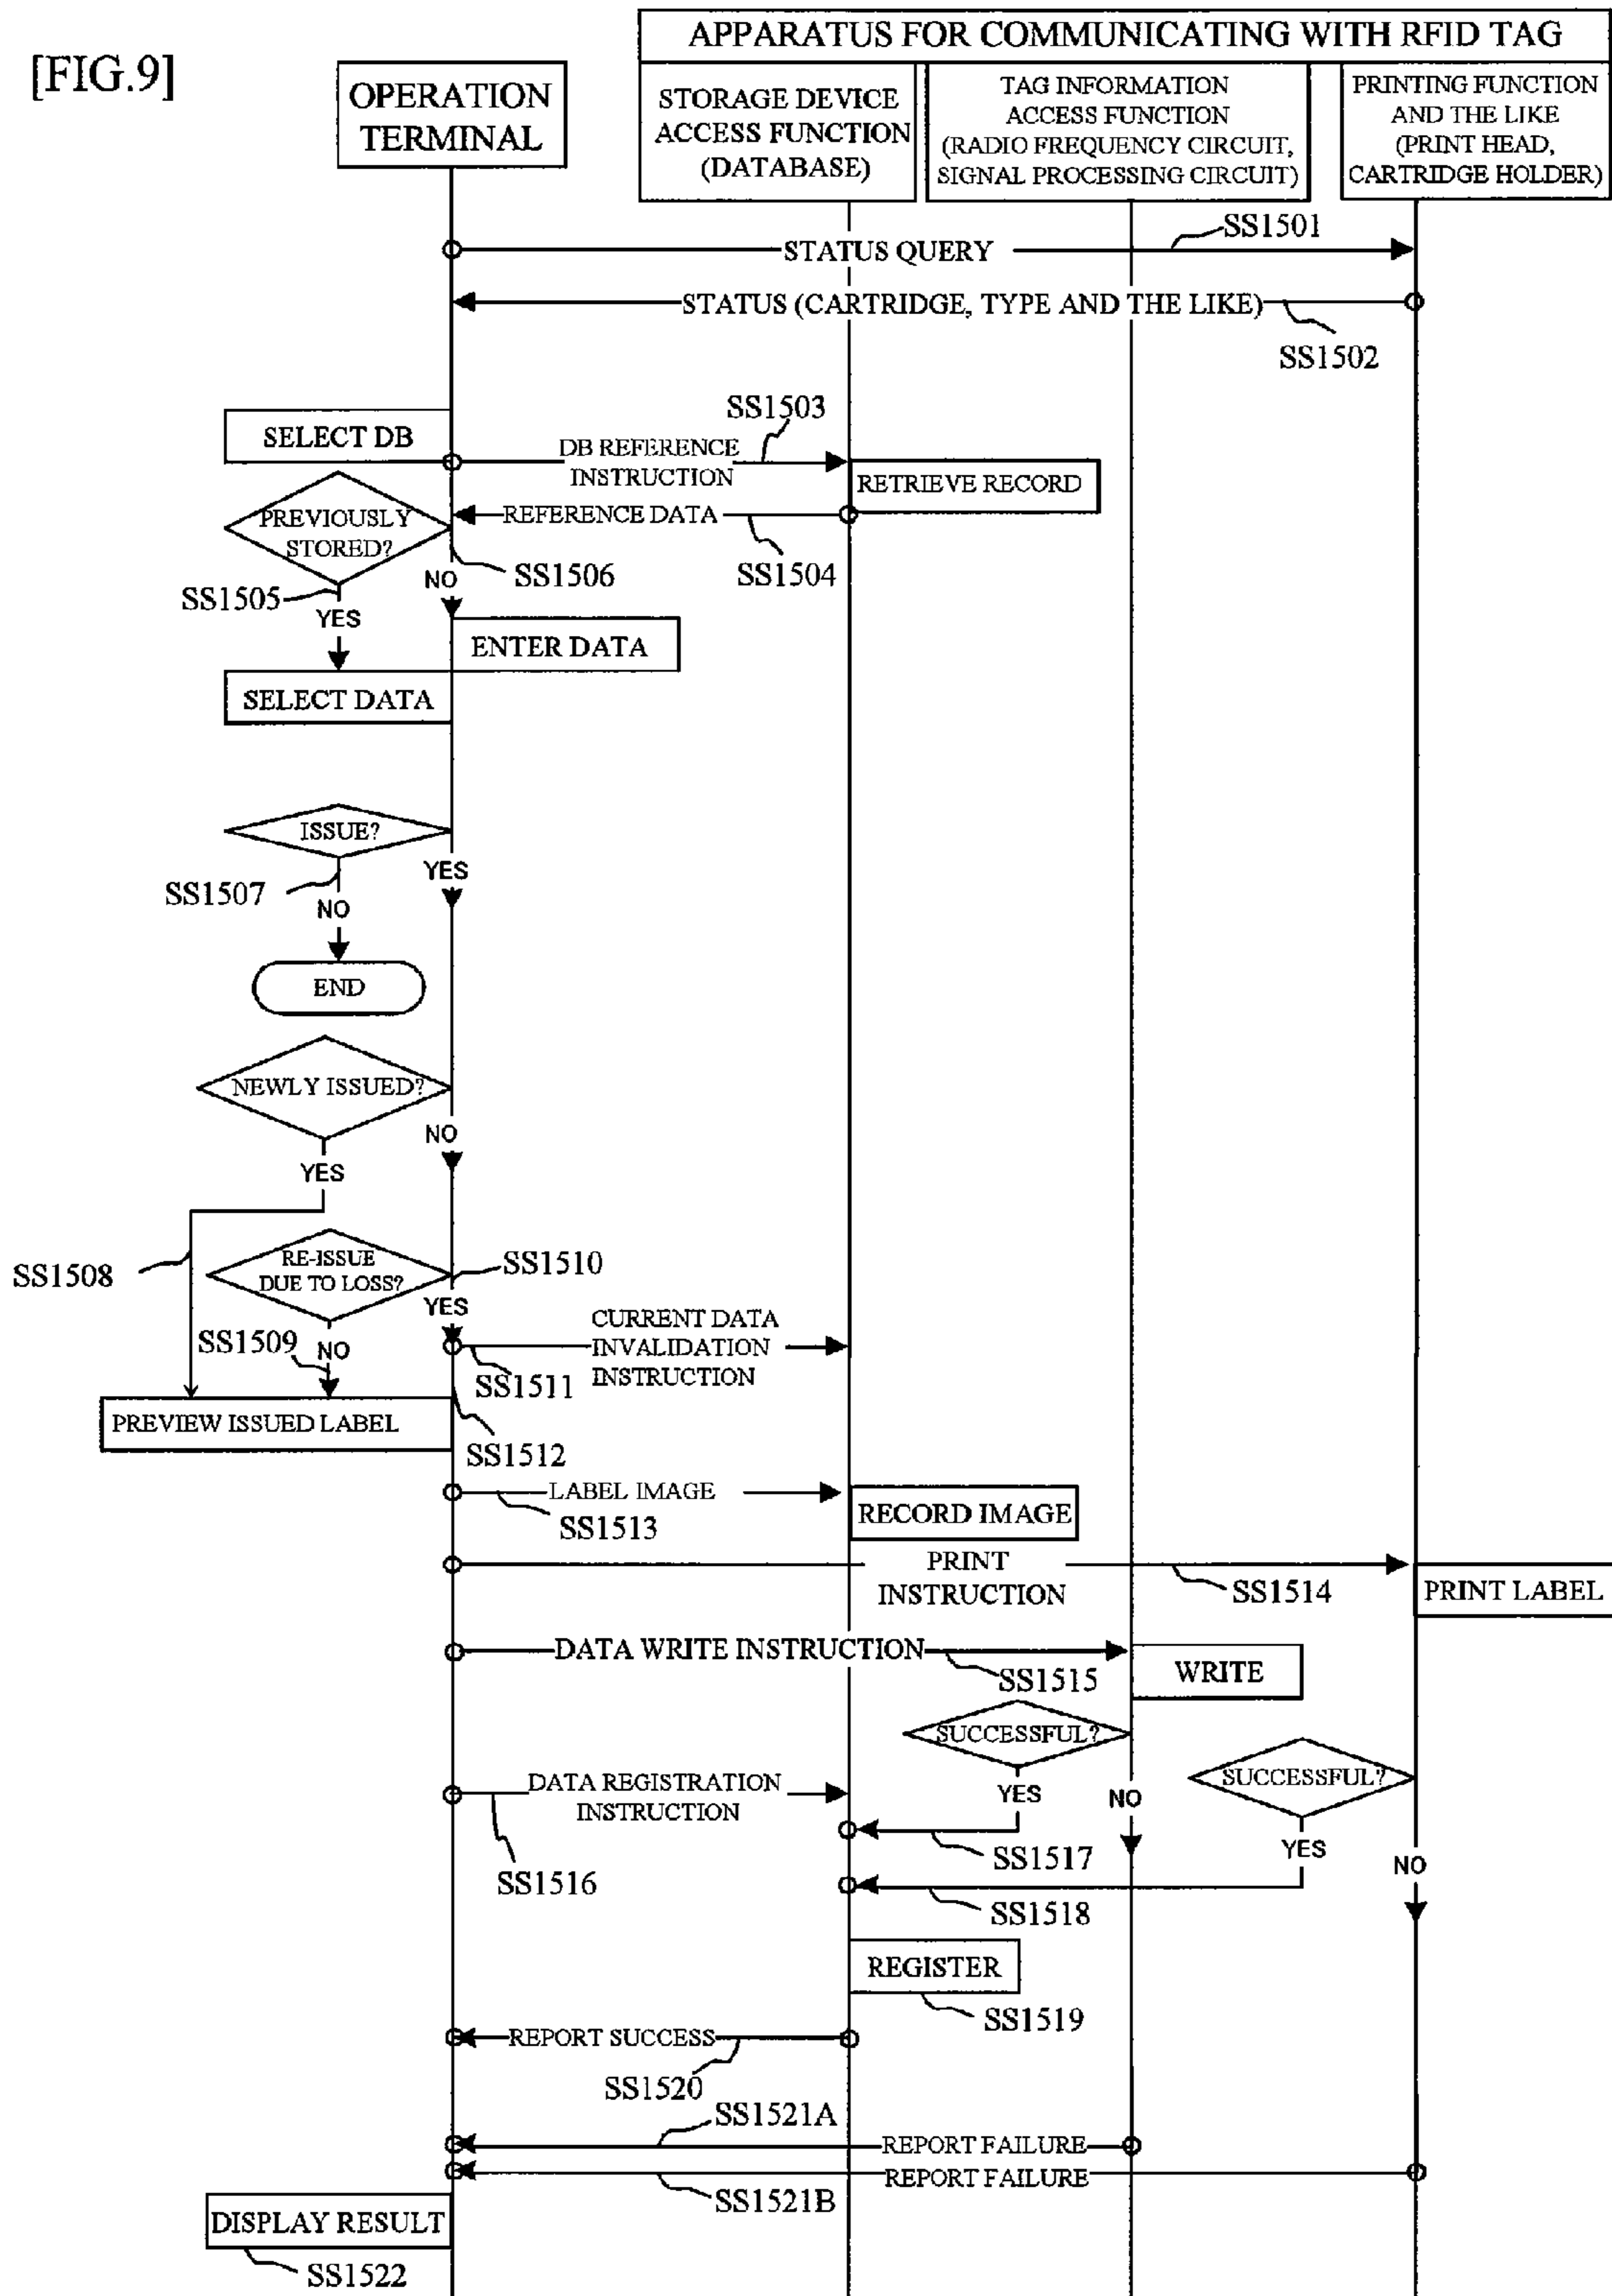 [FIG.9]
APPARATUS FOR COMMUNICATING WITH RFID TAG
OPERATION
TERMINAL
STORAGE DEVICE
ACCESS FUNCTION
(DATABASE)
TAG INFORMATION
ACCESS FUNCTION
(RADIO FREQUENCY CIRCUIT,
SIGNAL PROCESSING CIRCUIT)
PRINTING FUNCTION
AND THE LIKE
(PRINT HEAD,
CARTRIDGE HOLDER)
SS1501
STATUS QUERY
STATUS (CARTRIDGE, TYPE AND THE LIKE)
SS1502
SS1503
SELECT DB
DB REFERENCE
INSTRUCTION
RETRIEVE RECORD
PREVIOUSLY
STORED?
REFERENCE DATA
SS1504
SS1506
NO
SS1505
YES
ENTER DATA
SELECT DATA
ISSUE?
YES
SS1507
NO
END
NEWLY ISSUED?
NO
YES
RE-ISSUE
DUE TO LOSS?
SS1510
SS1508
YES
CURRENT DATA
INVALIDATION
INSTRUCTION
SS1509
NO
SS1511
PREVIEW ISSUED LABEL
SS1512
LABEL IMAGE
SS1513
RECORD IMAGE
PRINT
INSTRUCTION
SS1514
PRINT LABEL
DATA WRITE INSTRUCTION
SS1515
WRITE
SUCCESSFUL?
SUCCESSFUL?
DATA REGISTRATION
INSTRUCTION
YES
NO
SS1516
SS1517
YES
NO
SS1518
REGISTER
SS1519
REPORT SUCCESS
SS1520
SS1521A
REPORT FAILURE
REPORT FAILURE
SS1521B
DISPLAY RESULT
SS1522